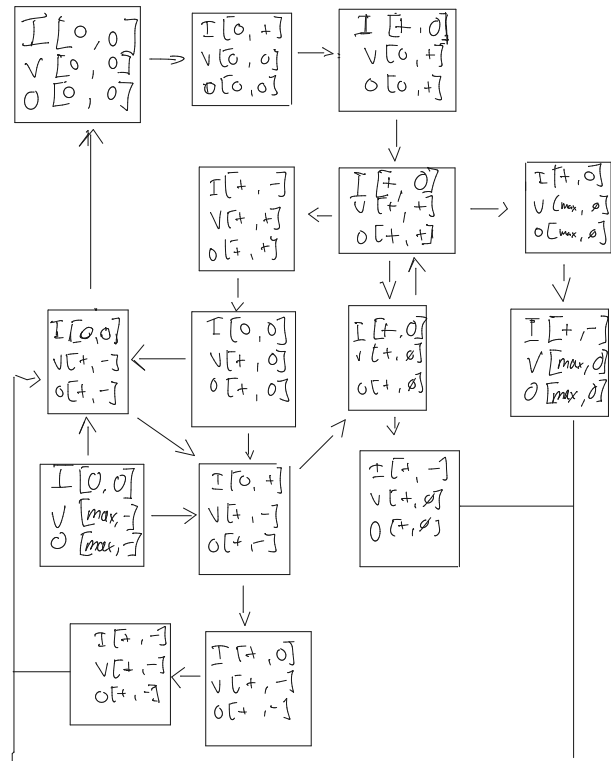 I [0, 0]
V [0, 0]
O [0, 0]
I [0, +]
V [0, 0]
O [0, 0]
I [+, 0]
V [0, +]
O [0, +]
I [+, -]
V [+, +]
O [+, +]
I [+, 0]
V [+, +]
O [+, +]
I [+, 0]
V [max, ø]
O [max, ø]
I [0,0]
V [+, -]
O [+, -]
I [0, 0]
V [+, 0]
O [+, 0]
I [+, 0]
V [+, ø]
O [+, ø]
I [+, -]
V [max, 0]
O [max, 0]
I [0, 0]
V [max, -]
O [max, -]
I [0, +]
V [+, -]
O [+, -]
I [+, -]
V [+, ø]
O [+, ø]
I [+, -]
V [+, -]
O [+, -]
I [+, 0]
V [+, -]
O [+, -]